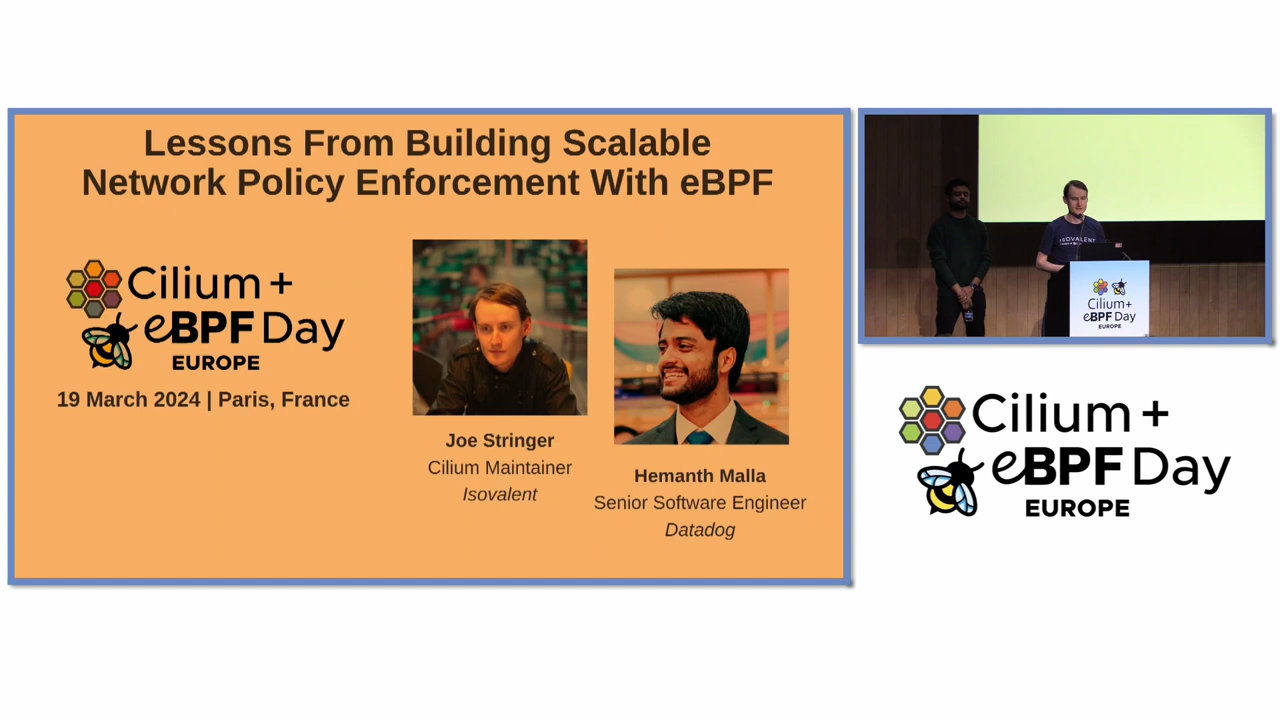 Lessons From Building Scalable
Network Policy Enforcement With eBPF
Cilium +
eBPF Day
EUROPE
19 March 2024 | Paris, France
Joe Stringer
Cilium Maintainer
Isovalent
Hemanth Malla
Senior Software Engineer
Datadog
ISOVALENT
Cilium +
eBPF Day
EUROPE
Cilium +
eBPF Day
EUROPE